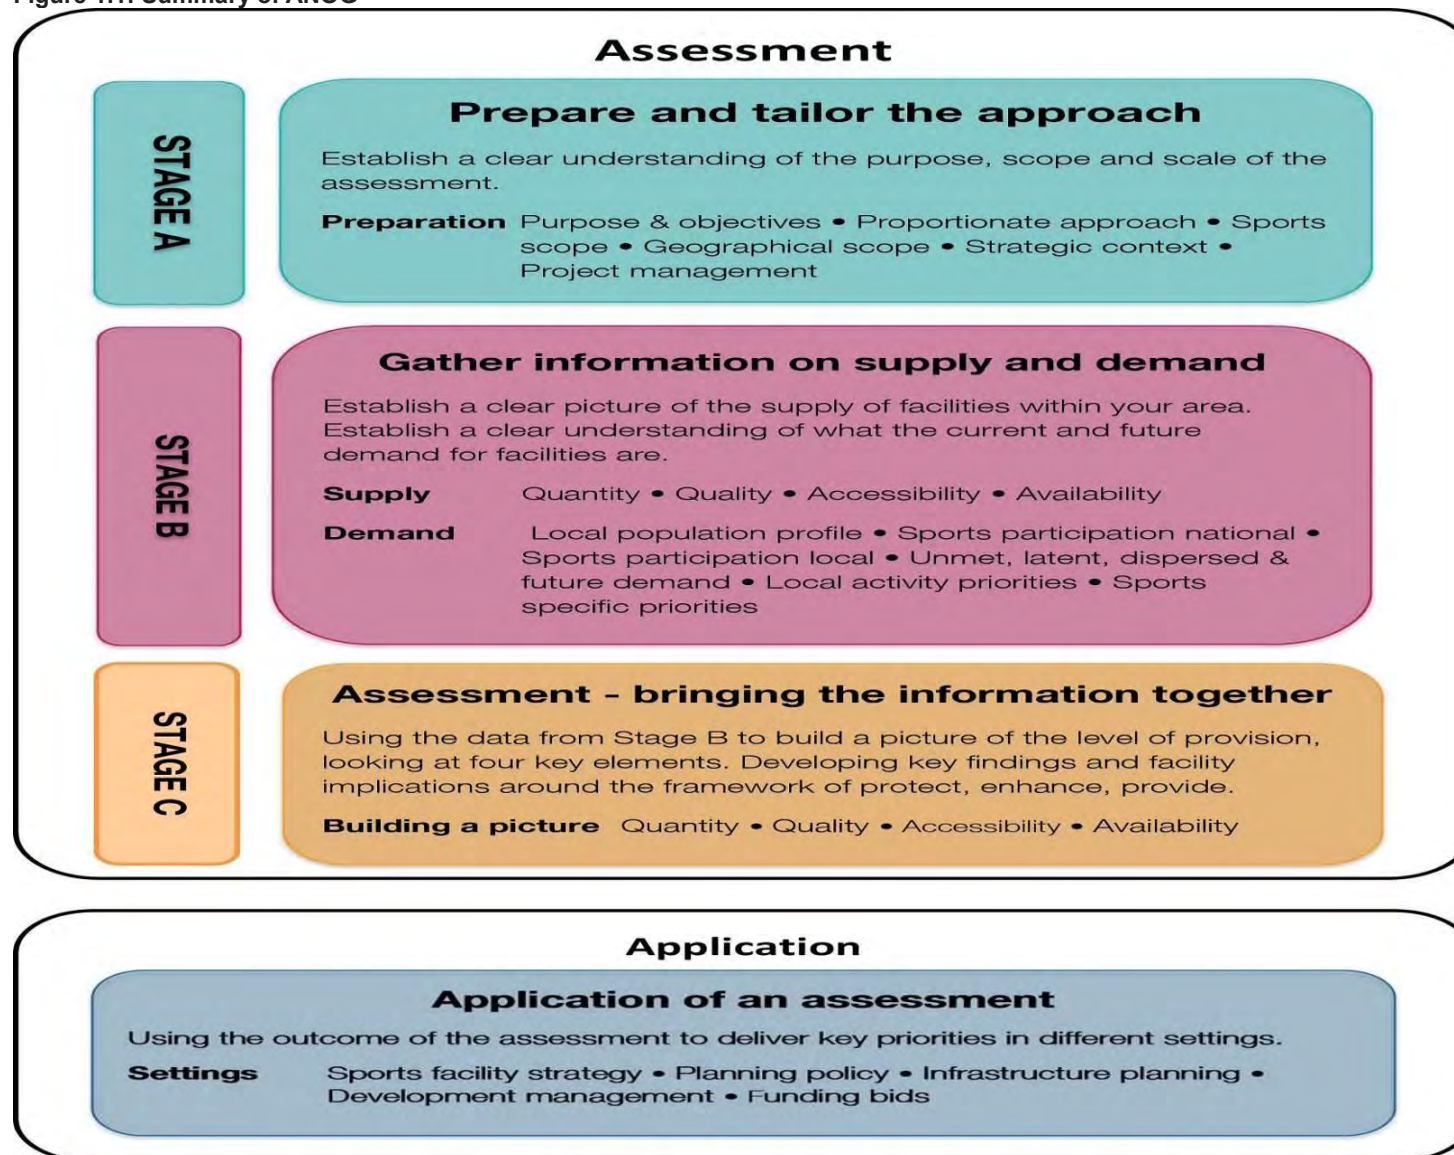 Assessment
STAGE A
Prepare and tailor the approach
Establish a clear understanding of the purpose, scope and scale of the
assessment.
Preparation Purpose & objectives • Proportionate approach • Sports
scope • Geographical scope • Strategic context •
Project management
STAGE B
Gather information on supply and demand
Establish a clear picture of the supply of facilities within your area.
Establish a clear understanding of what the current and future
demand for facilities are.
Supply Quantity • Quality • Accessibility • Availability
Demand Local population profile • Sports participation national •
Sports participation local • Unmet, latent, dispersed &
future demand • Local activity priorities • Sports
specific priorities
STAGE C
Assessment - bringing the information together
Using the data from Stage B to build a picture of the level of provision,
looking at four key elements. Developing key findings and facility
implications around the framework of protect, enhance, provide.
Building a picture Quantity • Quality • Accessibility • Availability
Application
Application of an assessment
Using the outcome of the assessment to deliver key priorities in different settings.
Settings Sports facility strategy • Planning policy • Infrastructure planning •
Development management • Funding bids